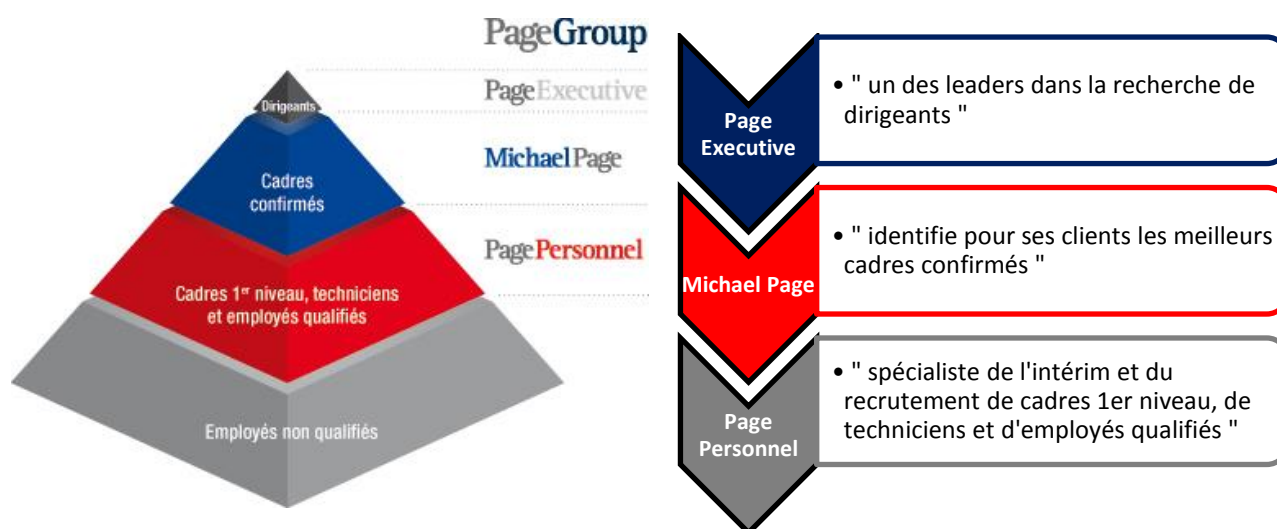 PageGroup
PageExecutive
MichaelPage
PagePersonnel
Dirigeants
Cadres
confirmés
Cadres 1er niveau, techniciens
et employés qualifiés
Employés non qualifiés
Page
Executive
• " un des leaders dans la recherche de
dirigeants "
Michael Page
• " identifie pour ses clients les meilleurs
cadres confirmés "
Page
Personnel
• " spécialiste de l'intérim et du
recrutement de cadres 1er niveau, de
techniciens et d'employés qualifiés "